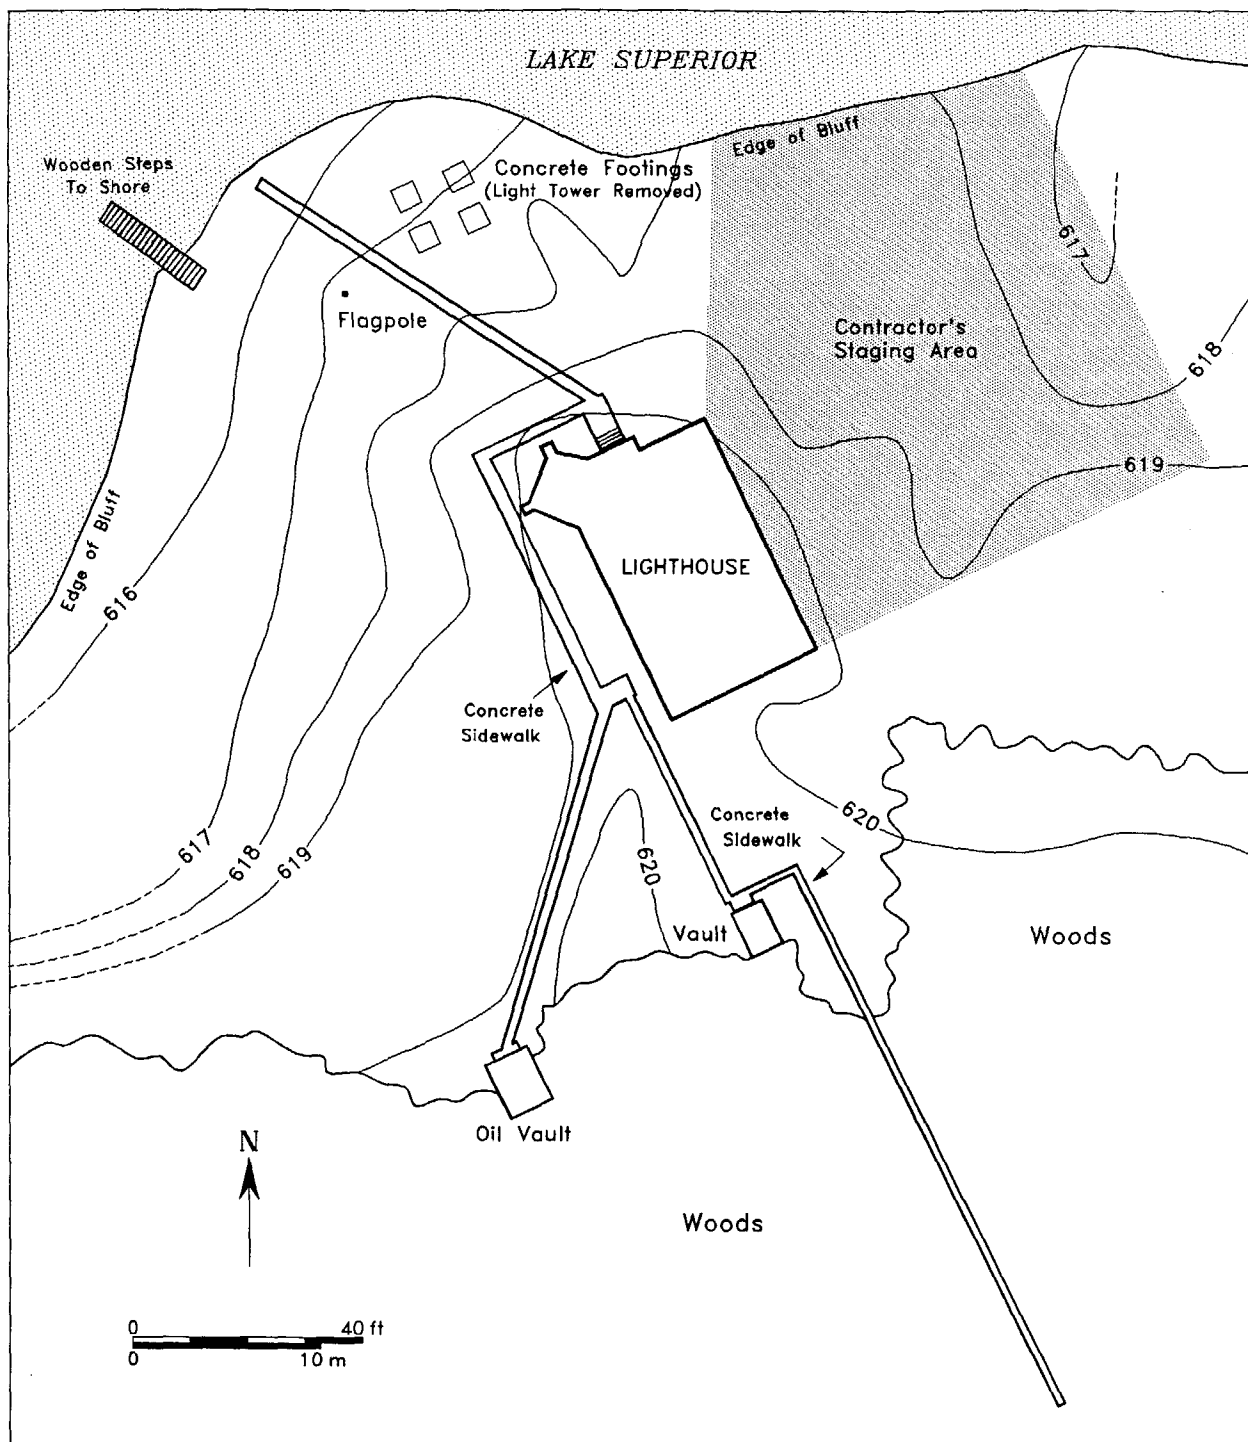 LAKE SUPERIOR
Edge of Bluff
Wooden Steps
To Shore
Concrete Footings
(Light Tower Removed)
617
Flagpole
Contractor's
Staging Area
618
619
Edge of Bluff
616
LIGHTHOUSE
Concrete
Sidewalk
617
618
619
620
Concrete
Sidewalk
620
Vault
Woods
Oil Vault
N
Woods
0 40 ft
0 10 m